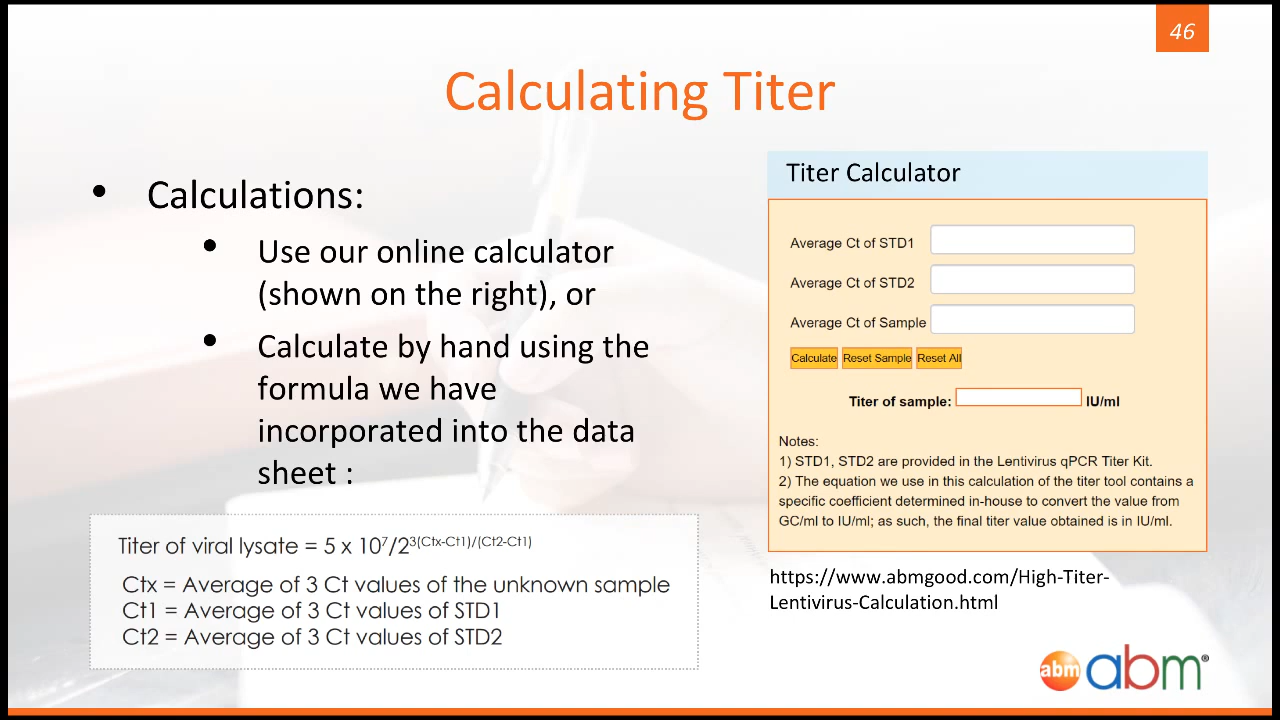 46
Calculating Titer
• Calculations:
• Use our online calculator
(shown on the right), or
• Calculate by hand using the
formula we have
incorporated into the data
sheet :
Titer of viral lysate = 5 x 10⁷/2³⁽ᶜᵗˣ⁻ᶜᵗ¹⁾/⁽ᶜᵗ²⁻ᶜᵗ¹⁾
Ctx = Average of 3 Ct values of the unknown sample
Ct1 = Average of 3 Ct values of STD1
Ct2 = Average of 3 Ct values of STD2
Titer Calculator
Average Ct of STD1
Average Ct of STD2
Average Ct of Sample
Calculate Reset Sample Reset All
Titer of sample: IU/ml
Notes:
1) STD1, STD2 are provided in the Lentivirus qPCR Titer Kit.
2) The equation we use in this calculation of the titer tool contains a
specific coefficient determined in-house to convert the value from
GC/ml to IU/ml; as such, the final titer value obtained is in IU/ml.
https://www.abmgood.com/High-Titer-
Lentivirus-Calculation.html
abm abm®